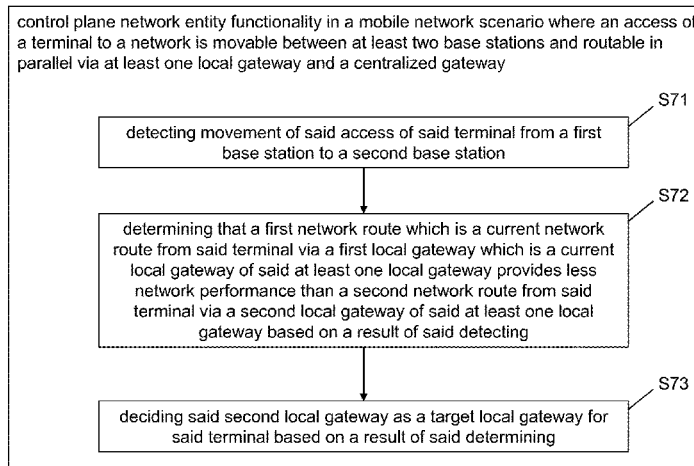 control plane network entity functionality in a mobile network scenario where an access of
a terminal to a network is movable between at least two base stations and routable in
parallel via at least one local gateway and a centralized gateway
S71
detecting movement of said access of said terminal from a first
base station to a second base station
S72
determining that a first network route which is a current network
route from said terminal via a first local gateway which is a current
local gateway of said at least one local gateway provides less
network performance than a second network route from said
terminal via a second local gateway of said at least one local
gateway based on a result of said detecting
S73
deciding said second local gateway as a target local gateway for
said terminal based on a result of said determining